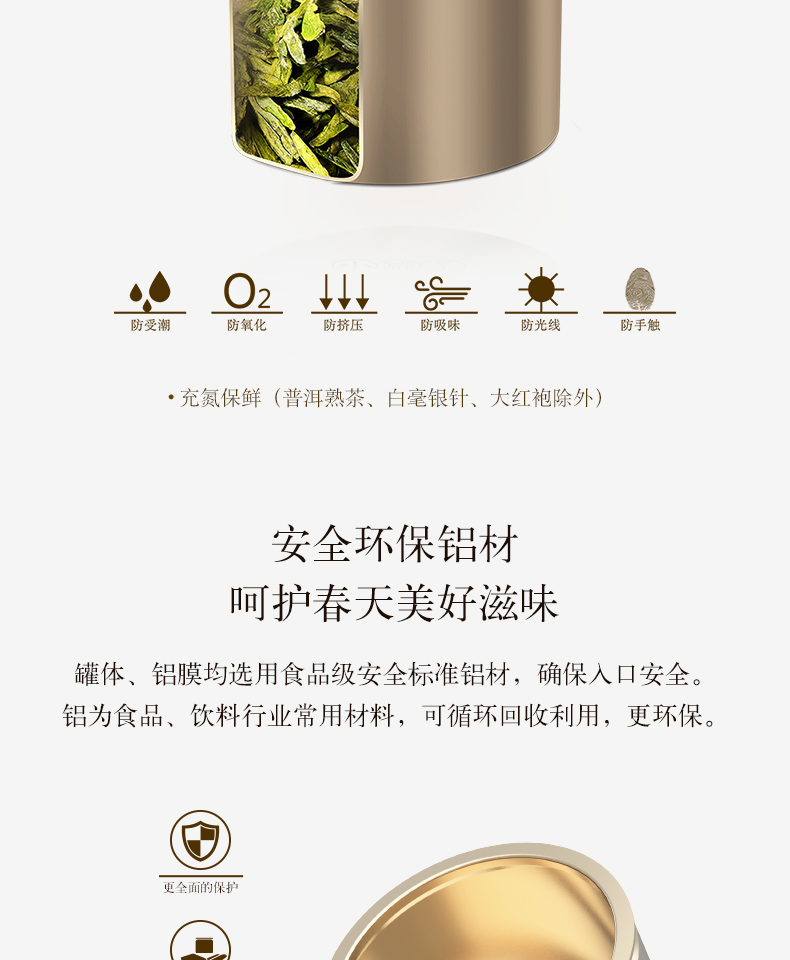 O2
防受潮 防氧化 防挤压 防吸味 防光线 防手触
•充氮保鲜（普洱熟茶、白毫银针、大红袍除外）
安全环保铝材
呵护春天美好滋味
罐体、铝膜均选用食品级安全标准铝材，确保入口安全。
铝为食品、饮料行业常用材料，可循环回收利用，更环保。
更全面的保护